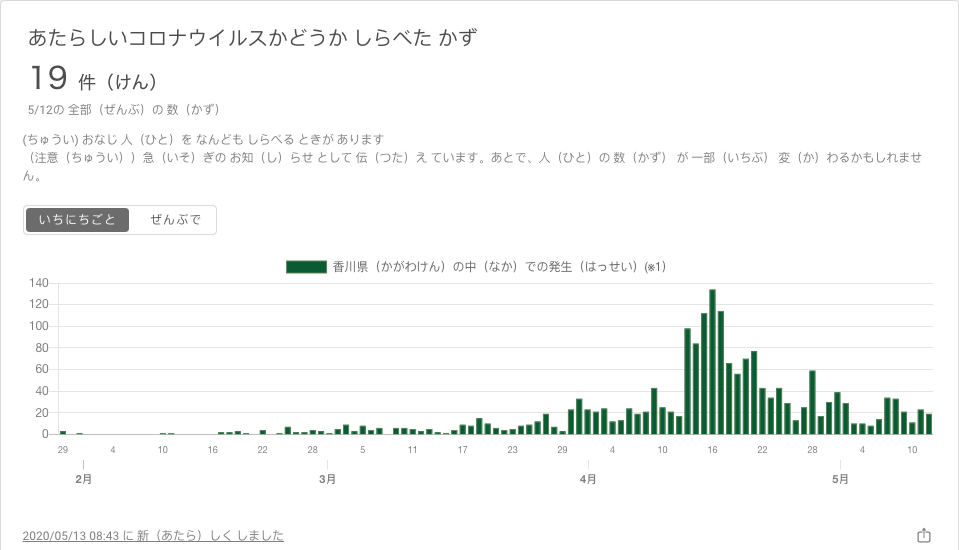 あたらしいコロナウイルスかどうか しらべた かず
19 件（けん）
5/12の 全部（ぜんぶ）の 数（かず）
(ちゅうい) おなじ 人（ひと）を なんども しらべる ときが あります
（注意（ちゅうい））急（いそ）ぎの お知（し）らせ として 伝（つた）え ています。あとで、人（ひと）の 数（かず） が 一部（いちぶ） 変（か）わるかもしれませ
ん。
いちにちごと ぜんぶで
香川県（かがわけん）の中（なか）での発生（はっせい）(※1)
140
120
100
80
60
40
20
0
29 4 10 16 22 28 5 11 17 23 29 4 10 16 22 28 4 10
2月 3月 4月 5月
2020/05/13 08:43 に 新（あたら）しく しました